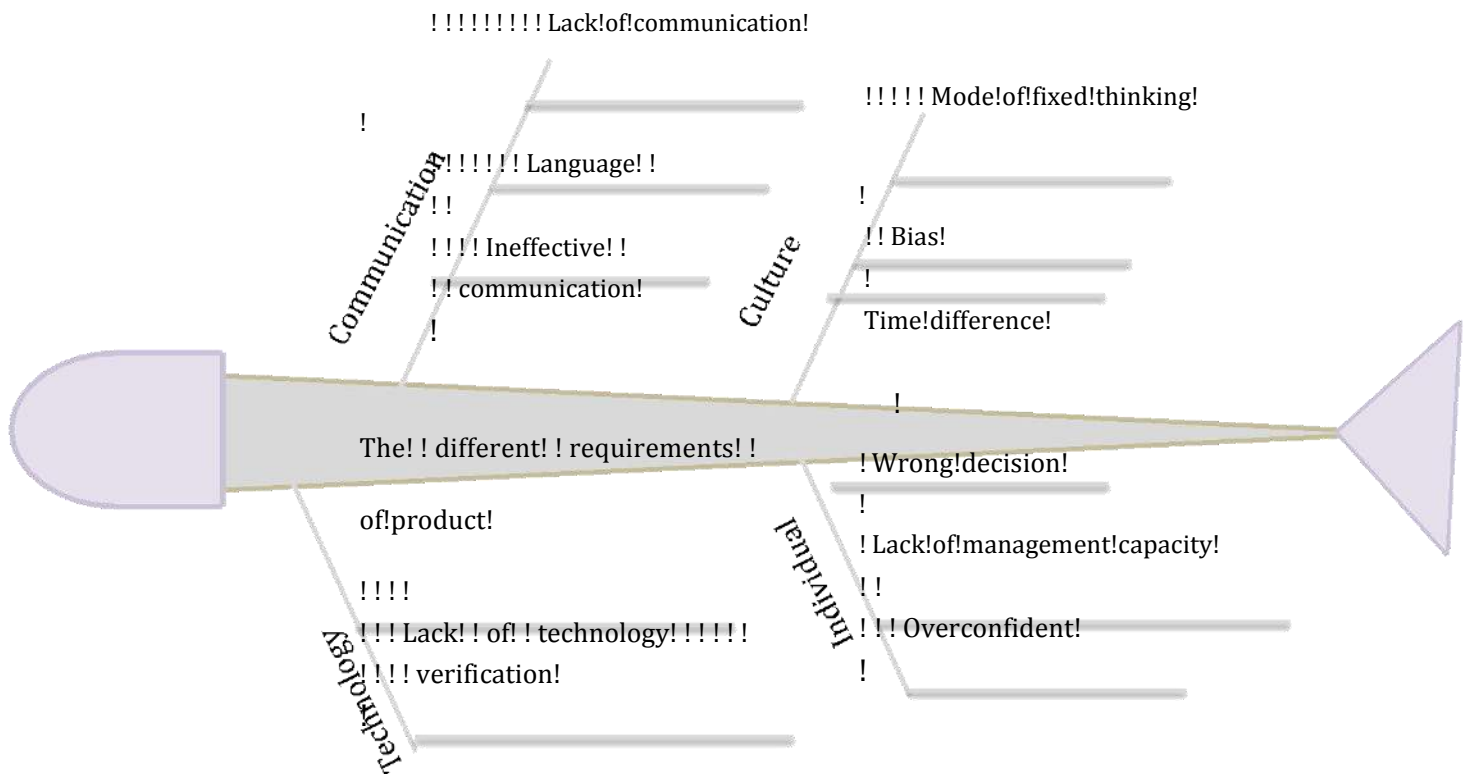 ! ! ! ! ! ! ! ! ! Lack!of!communication!
!
! ! ! ! ! ! Language! !
! !
! ! ! ! Ineffective! !
! ! communication!
!
Communication
! ! ! ! ! Mode!of!fixed!thinking!
!
! ! Bias!
!
Time!difference!
!
Culture
The! ! different! ! requirements! !
of!product!
! ! ! !
! ! ! Lack! ! of! ! technology! ! ! ! ! !
! ! ! ! verification!
Technology
! Wrong!decision!
!
! Lack!of!management!capacity!
! !
! ! ! Overconfident!
!
Individual